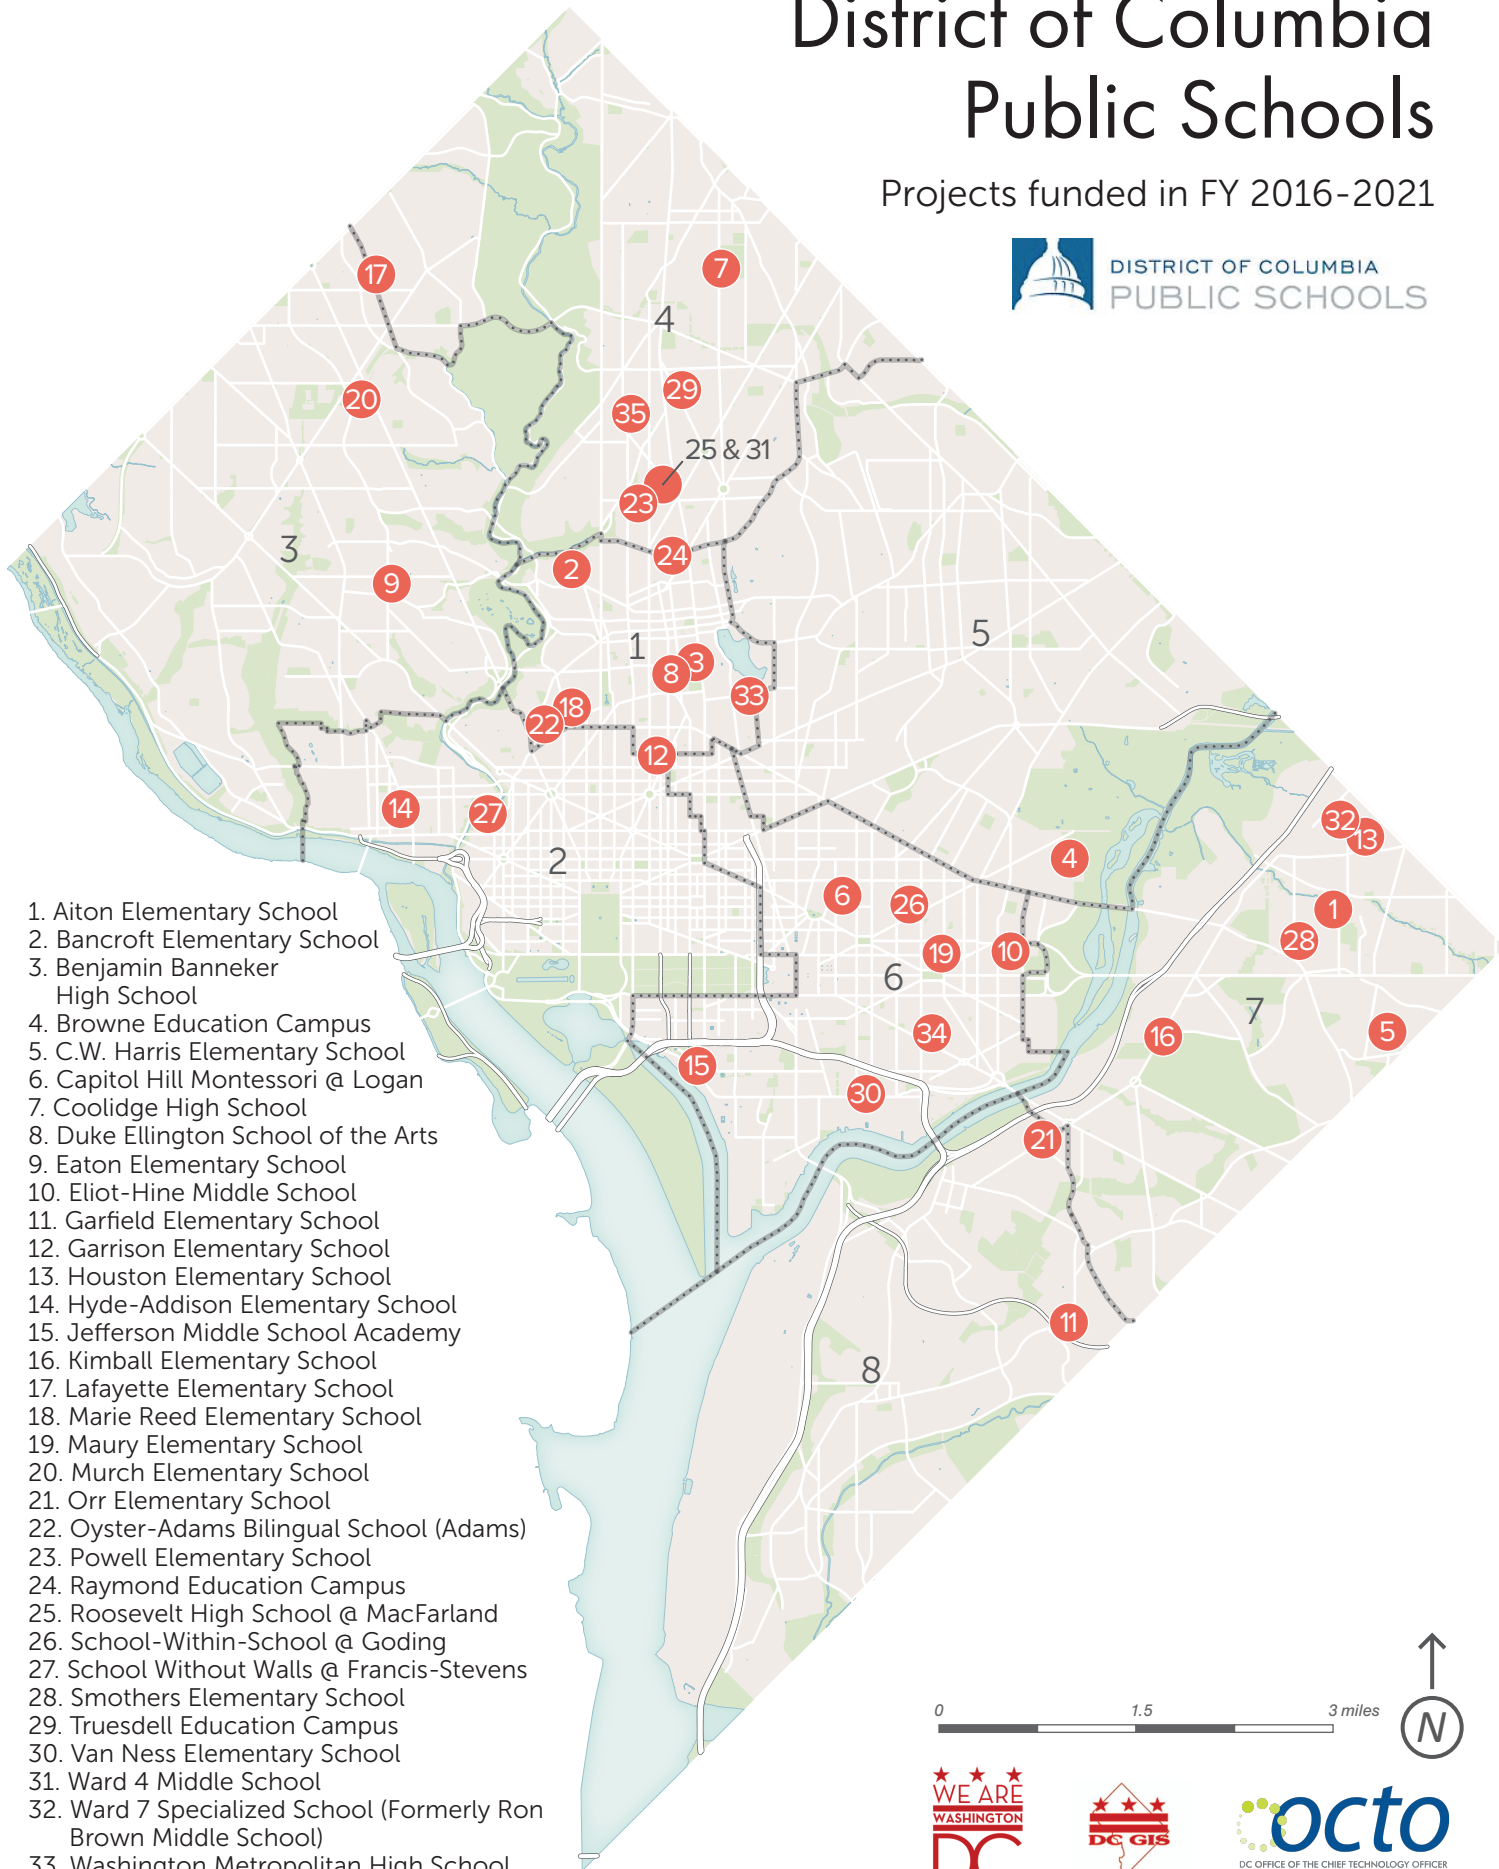 District of Columbia
Public Schools
Projects funded in FY 2016-2021
DISTRICT OF COLUMBIA
PUBLIC SCHOOLS
17
7
4
20
29
35
25 & 31
23
24
3
2
9
1
5
8
3
33
18
22
12
14
27
32
13
2
4
6
26
1
28
19
10
6
7
34
16
5
15
30
21
11
8
1. Aiton Elementary School
2. Bancroft Elementary School
3. Benjamin Banneker
High School
4. Browne Education Campus
5. C.W. Harris Elementary School
6. Capitol Hill Montessori @ Logan
7. Coolidge High School
8. Duke Ellington School of the Arts
9. Eaton Elementary School
10. Eliot-Hine Middle School
11. Garfield Elementary School
12. Garrison Elementary School
13. Houston Elementary School
14. Hyde-Addison Elementary School
15. Jefferson Middle School Academy
16. Kimball Elementary School
17. Lafayette Elementary School
18. Marie Reed Elementary School
19. Maury Elementary School
20. Murch Elementary School
21. Orr Elementary School
22. Oyster-Adams Bilingual School (Adams)
23. Powell Elementary School
24. Raymond Education Campus
25. Roosevelt High School @ MacFarland
26. School-Within-School @ Goding
27. School Without Walls @ Francis-Stevens
28. Smothers Elementary School
29. Truesdell Education Campus
30. Van Ness Elementary School
31. Ward 4 Middle School
32. Ward 7 Specialized School (Formerly Ron
Brown Middle School)
33. Washington Metropolitan High School
0 1.5 3 miles
N
WE ARE
WASHINGTON
DC
DC GIS
octo
DC OFFICE OF THE CHIEF TECHNOLOGY OFFICER